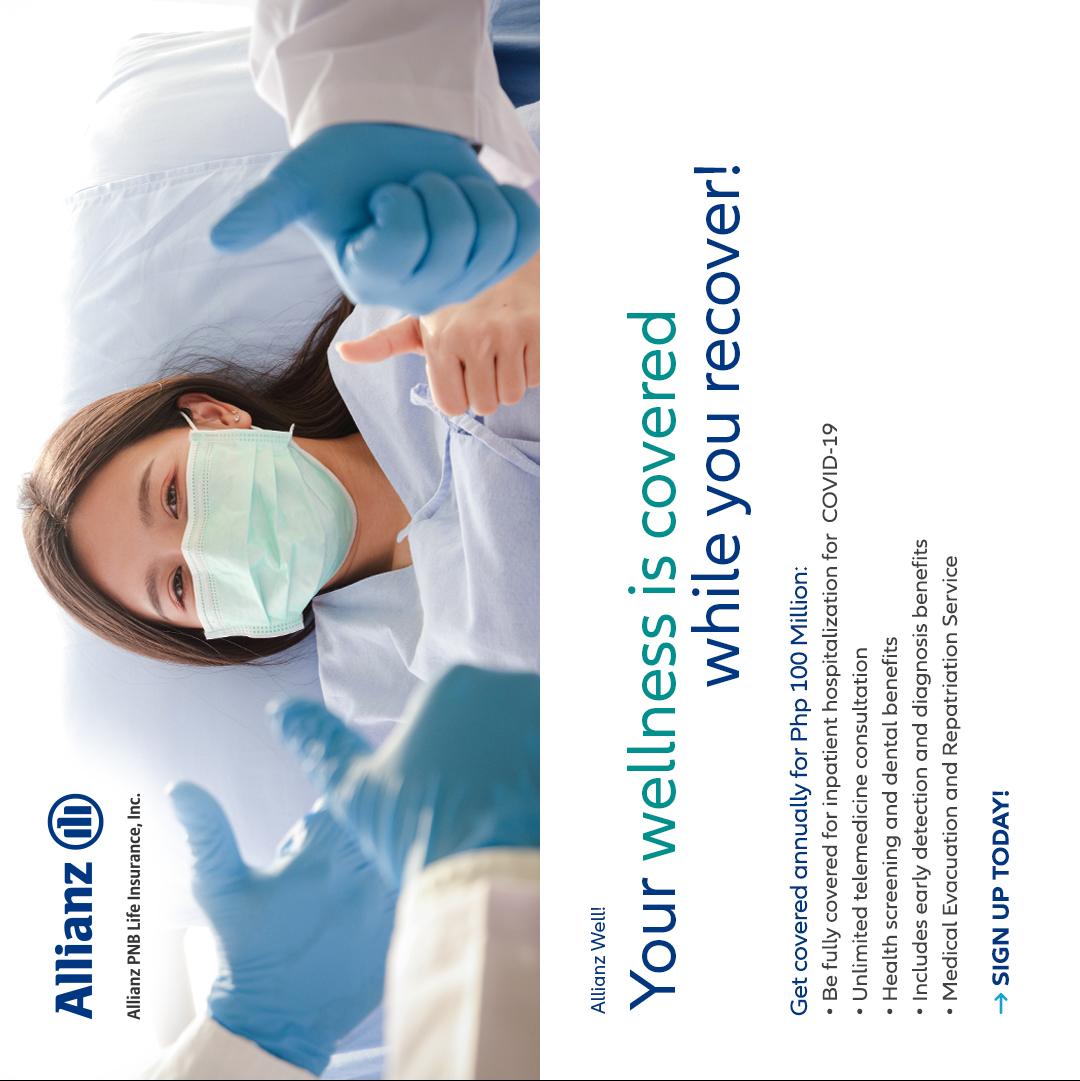 Allianz
Allianz PNB Life Insurance, Inc.
Allianz Well!
Your wellness is covered
while you recover!
Get covered annually for Php 100 Million:
• Be fully covered for inpatient hospitalization for COVID-19
• Unlimited telemedicine consultation
• Health screening and dental benefits
• Includes early detection and diagnosis benefits
• Medical Evacuation and Repatriation Service
→ SIGN UP TODAY!